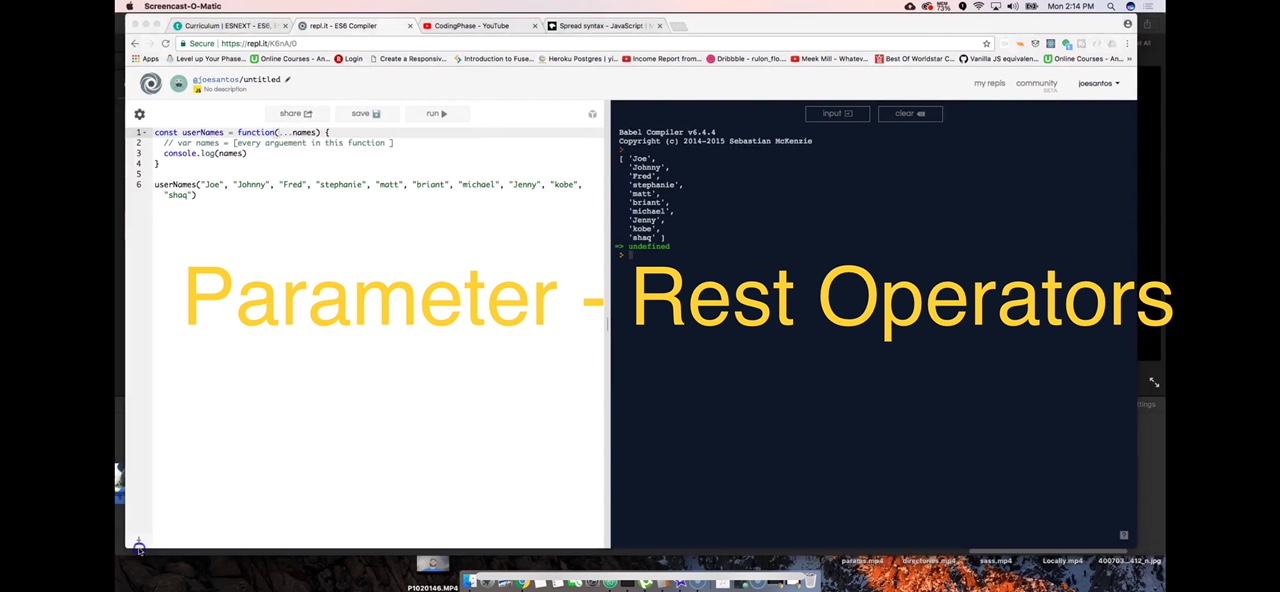 Screencast-O-Matic
73%
Mon 2:14 PM
Curriculum | ESNEXT - ES6, E
repl.it - ES6 Compiler
CodingPhase - YouTube
Spread syntax - JavaScript | M
Secure https://repl.it/K6nA/0
Apps Level up Your Phase... Online Courses - An... Login Create a Responsiv... Introduction to Fuse... Heroku Postgres | yi... Income Report from... Dribbble - rulon_flo... Meek Mill - Whatev... Best Of Worldstar C... Vanilla JS equivalen... Online Courses - An... »
@joesantos/untitled
No description
my repls community joesantos
BETA
share save run
input clear
1 const userNames = function(...names) {
2 // var names = [every arguement in this function ]
3 console.log(names)
4 }
5
6 userNames("Joe", "Johnny", "Fred", "stephanie", "matt", "briant", "michael", "Jenny", "kobe",
"shaq")
Babel Compiler v6.4.4
Copyright (c) 2014-2015 Sebastian McKenzie
>
[ 'Joe',
'Johnny',
'Fred',
'stephanie',
'matt',
'briant',
'michael',
'Jenny',
'kobe',
'shaq' ]
=> undefined
>
Parameter - Rest Operators
ttings
?
params.mp4 directories.mp4 sass.mp4 Locally.mp4 400703...412_n.jpg
P1020146.MP4